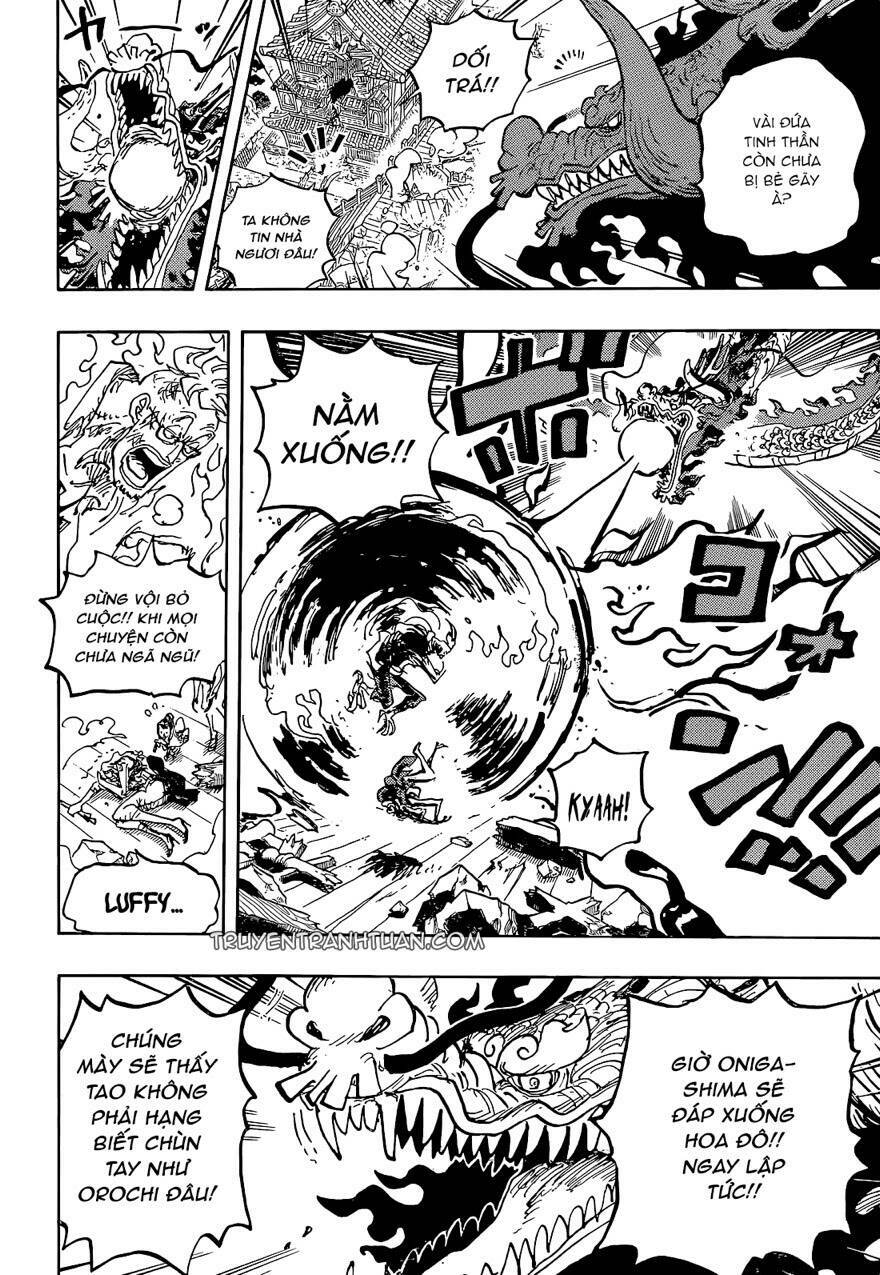 VÀI ĐỨA
TINH THẦN
CÒN CHƯA
BỊ BẺ GÃY
À?
DỐI
TRÁ!!
TA KHÔNG
TIN NHÀ
NGƯƠI ĐÂU!
カ
NẰM
XUỐNG!!
KYAAH!
ĐỪNG VỘI BỎ
CUỘC!! KHI MỌI
CHUYỆN CÒN
CHƯA NGÃ NGŨ!
LUFFY...
TRUYENTRANHTUAN.COM
GIỜ ONIGA-
SHIMA SẼ
ĐÁP XUỐNG
HOA ĐÔ!!
NGAY LẬP
TỨC!!
CHÚNG
MÀY SẼ THẤY
TAO KHÔNG
PHẢI HẠNG
BIẾT CHÙN
TAY NHƯ
OROCHI ĐÂU!